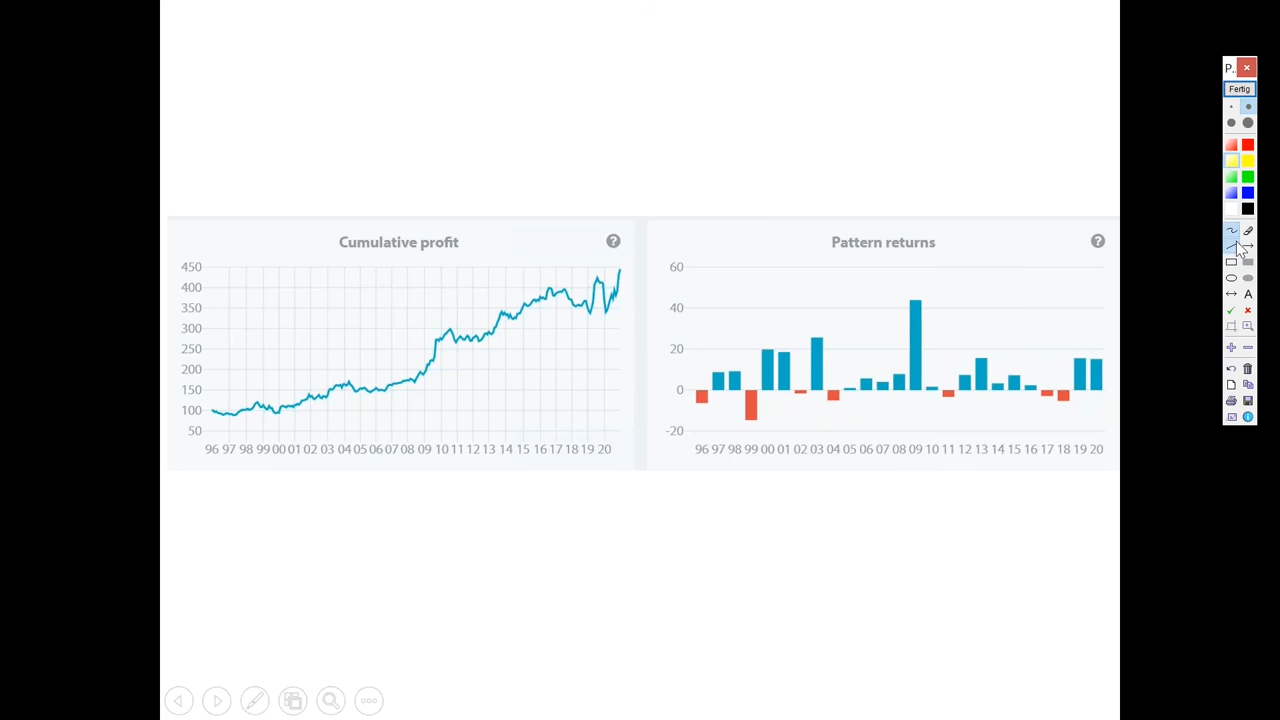 P..
Fertig
A
Cumulative profit
?
450
400
350
300
250
200
150
100
50
96 97 98 99 00 01 02 03 04 05 06 07 08 09 10 11 12 13 14 15 16 17 18 19 20
Pattern returns
?
60
40
20
0
-20
96 97 98 99 00 01 02 03 04 05 06 07 08 09 10 11 12 13 14 15 16 17 18 19 20